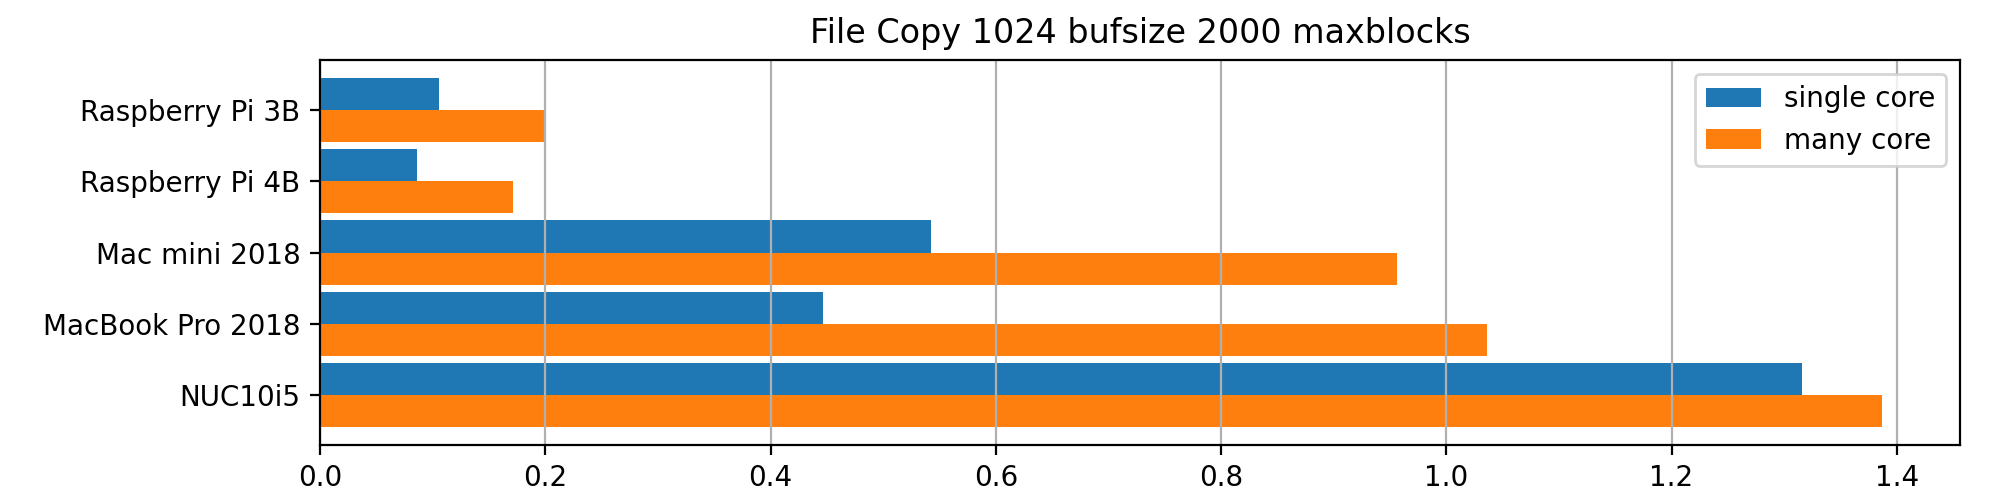 File Copy 1024 bufsize 2000 maxblocks
single core
many core
Raspberry Pi 3B
Raspberry Pi 4B
Mac mini 2018
MacBook Pro 2018
NUC10i5
0.0 0.2 0.4 0.6 0.8 1.0 1.2 1.4